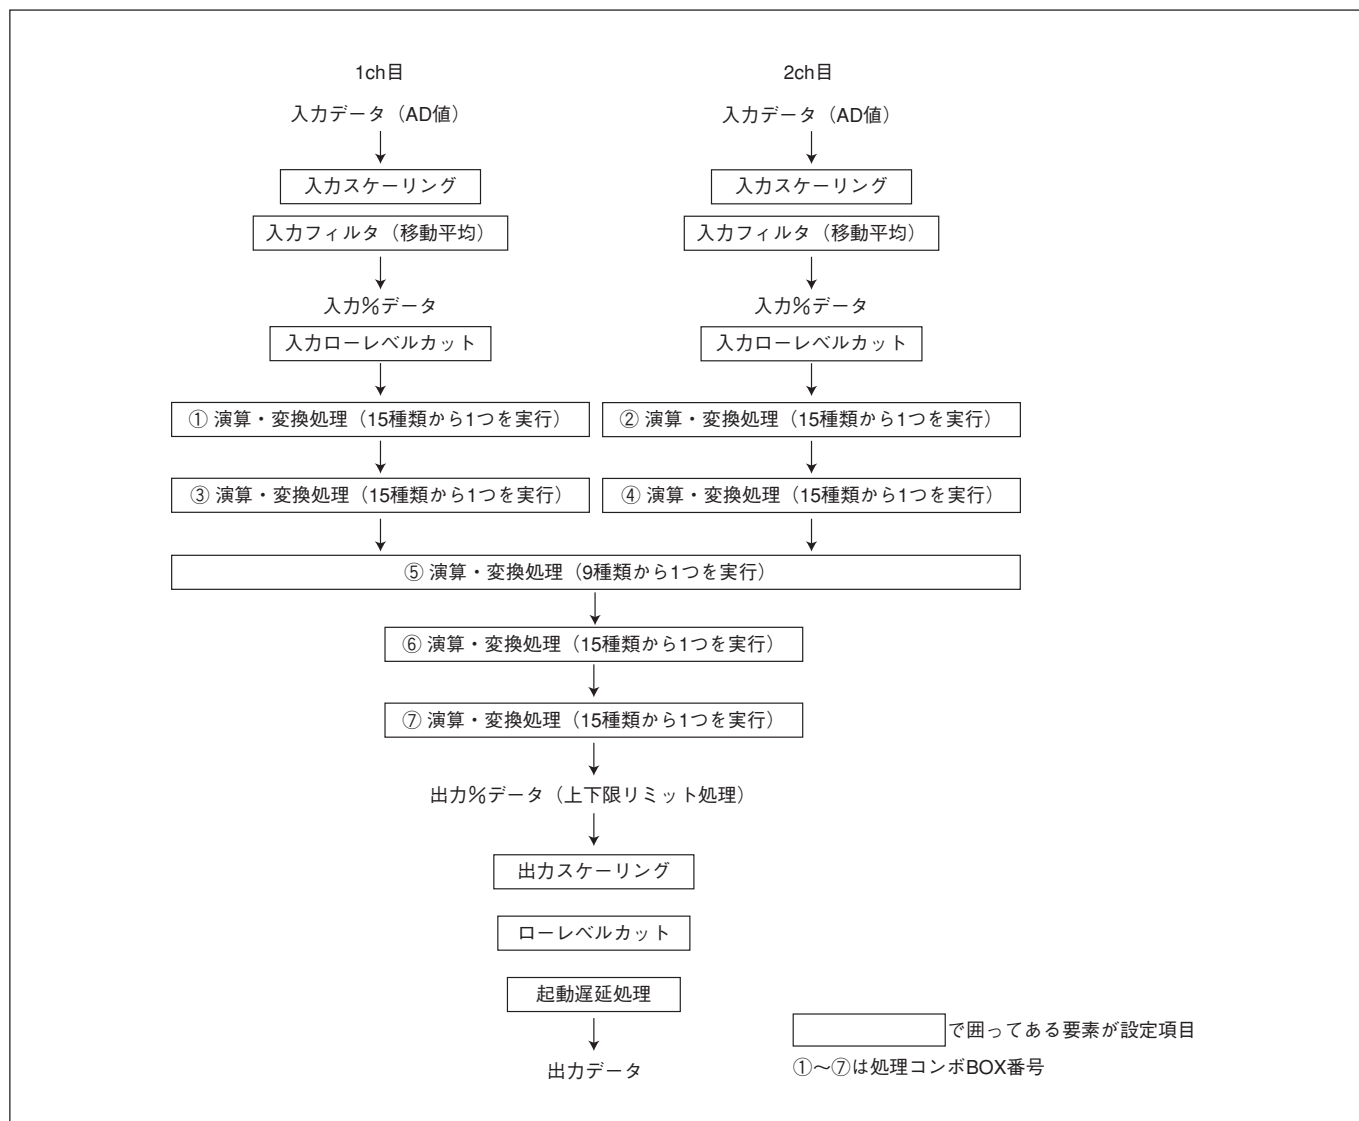 1ch目
入力データ（AD値）
入力スケーリング
入力フィルタ（移動平均）
入力%データ
入力ローレベルカット
① 演算・変換処理（15種類から1つを実行）
③ 演算・変換処理（15種類から1つを実行）
2ch目
入力データ（AD値）
入力スケーリング
入力フィルタ（移動平均）
入力%データ
入力ローレベルカット
② 演算・変換処理（15種類から1つを実行）
④ 演算・変換処理（15種類から1つを実行）
⑤ 演算・変換処理（9種類から1つを実行）
⑥ 演算・変換処理（15種類から1つを実行）
⑦ 演算・変換処理（15種類から1つを実行）
出力%データ（上下限リミット処理）
出力スケーリング
ローレベルカット
起動遅延処理
出力データ
で囲ってある要素が設定項目
①～⑦は処理コンボBOX番号